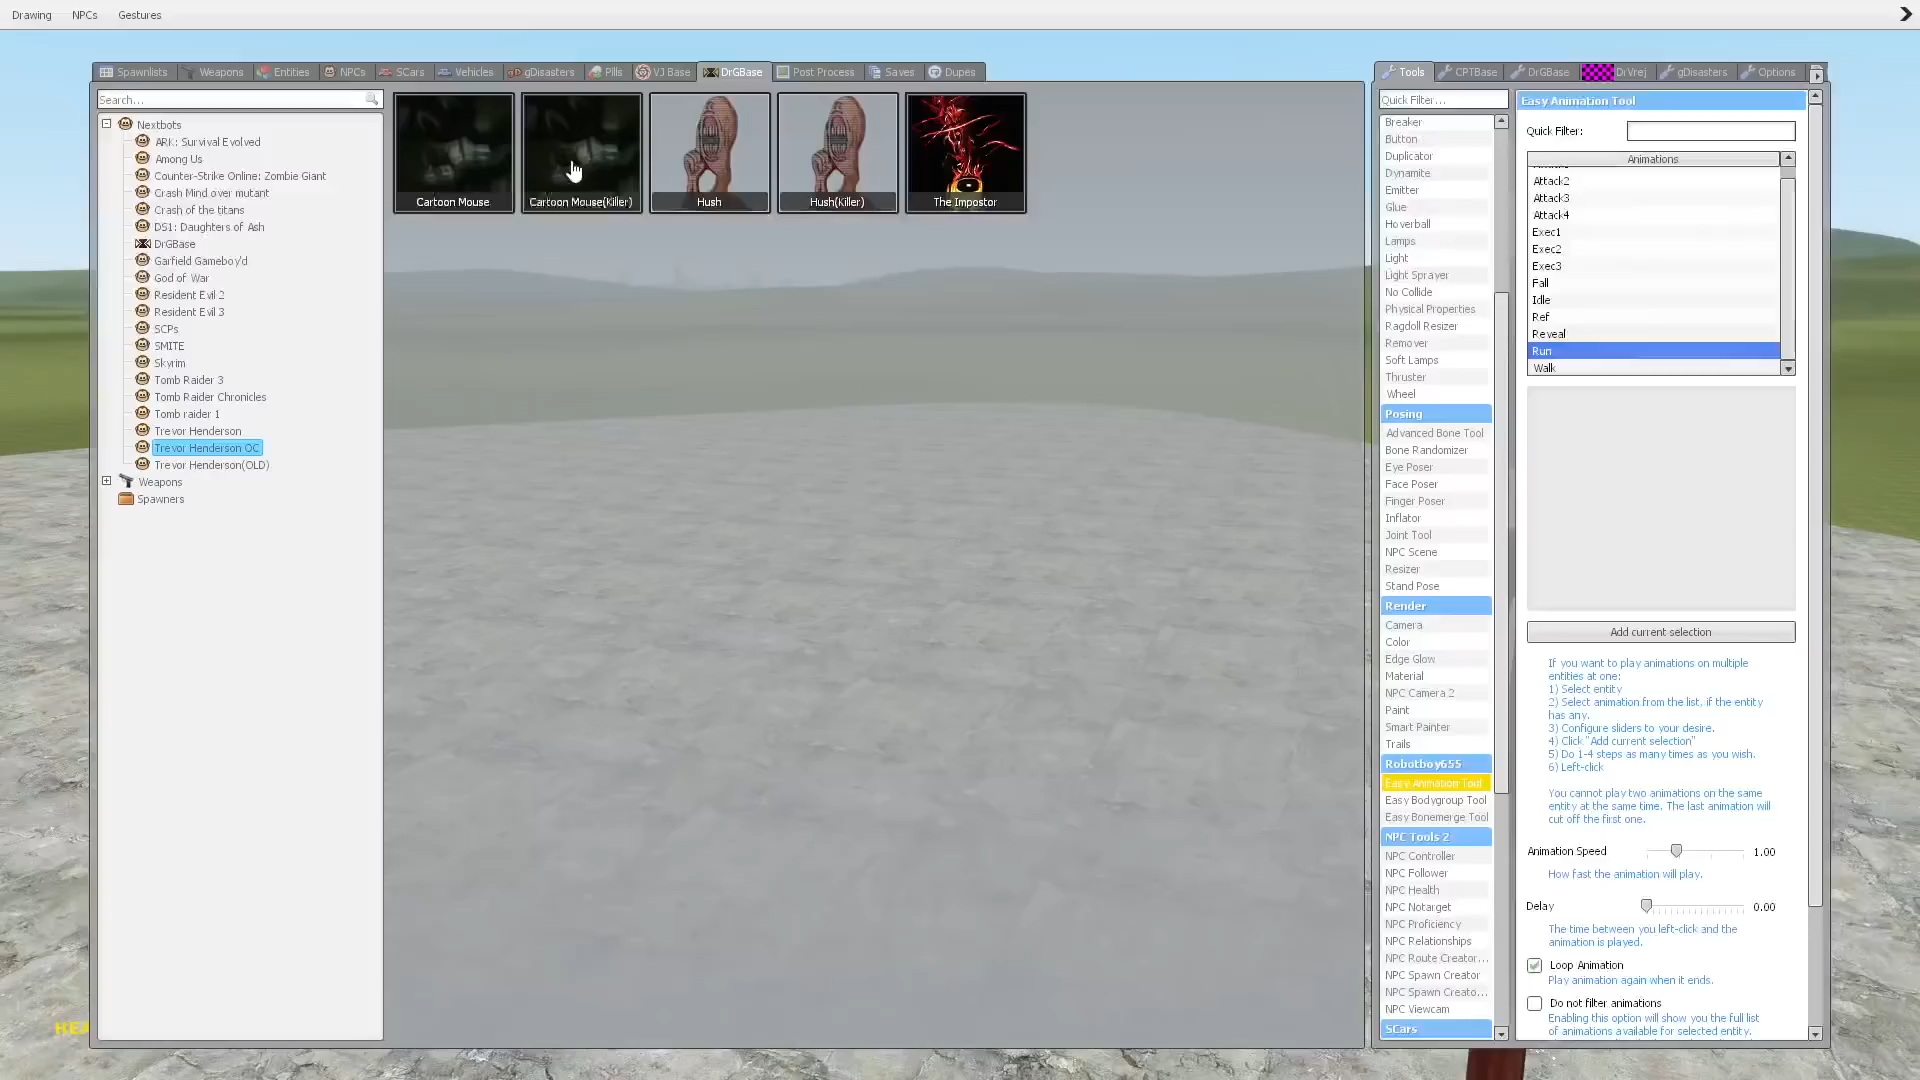 Drawing NPCs Gestures
Spawnlists Weapons Entities NPCs SCars Vehicles gDisasters Pills VJ Base DrGBase Post Process Saves Dupes
Search...
Nextbots
ARK: Survival Evolved
Among Us
Counter-Strike Online: Zombie Giant
Crash Mind over mutant
Crash of the titans
DS1: Daughters of Ash
DrGBase
Garfield Gameboy'd
God of War
Resident Evil 2
Resident Evil 3
SCPs
SMITE
Skyrim
Tomb Raider 3
Tomb Raider Chronicles
Tomb raider 1
Trevor Henderson
Trevor Henderson OC
Trevor Henderson(OLD)
Weapons
Spawners
Cartoon Mouse
Cartoon Mouse(Killer)
Hush
Hush(Killer)
The Impostor
Tools CPTBase DrGBase DrVrej gDisasters Options
Quick Filter...
Breaker
Button
Duplicator
Dynamite
Emitter
Glue
Hoverball
Lamps
Light
Light Sprayer
No Collide
Physical Properties
Ragdoll Resizer
Remover
Soft Lamps
Thruster
Wheel
Posing
Advanced Bone Tool
Bone Randomizer
Eye Poser
Face Poser
Finger Poser
Inflator
Joint Tool
NPC Scene
Resizer
Stand Pose
Render
Camera
Color
Edge Glow
Material
NPC Camera 2
Paint
Smart Painter
Trails
Robotboy655
Easy Animation Tool
Easy Bodygroup Tool
Easy Bonemerge Tool
NPC Tools 2
NPC Controller
NPC Follower
NPC Health
NPC Notarget
NPC Proficiency
NPC Relationships
NPC Route Creator...
NPC Spawn Creator
NPC Spawn Creato...
NPC Viewcam
SCars
Easy Animation Tool
Quick Filter:
Animations
Attack2
Attack3
Attack4
Exec1
Exec2
Exec3
Fall
Idle
Ref
Reveal
Run
Walk
Add current selection
If you want to play animations on multiple
entities at one:
1) Select entity
2) Select animation from the list, if the entity
has any.
3) Configure sliders to your desire.
4) Click "Add current selection"
5) Do 1-4 steps as many times as you wish.
6) Left-click
You cannot play two animations on the same
entity at the same time. The last animation will
cut off the first one.
Animation Speed 1.00
How fast the animation will play.
Delay 0.00
The time between you left-click and the
animation is played.
Loop Animation
Play animation again when it ends.
Do not filter animations
Enabling this option will show you the full list
of animations available for selected entity.
HEA